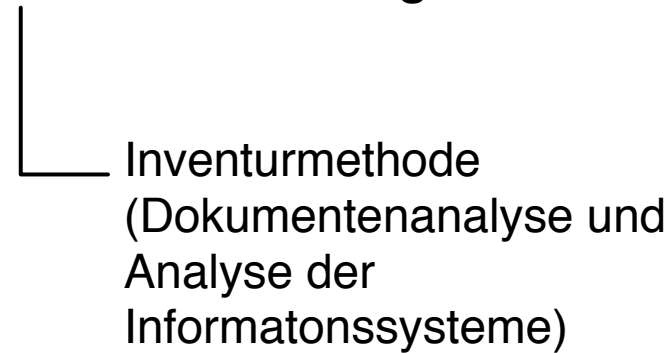 Inventurmethode
(Dokumentenanalyse und
Analyse der
Informatonssysteme)